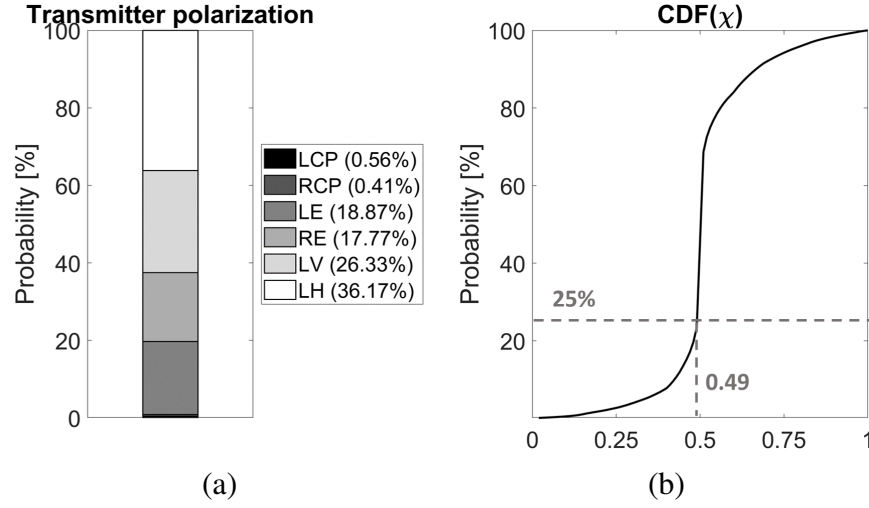 Transmitter polarization
Probability [%]
100
80
60
40
20
0
LCP (0.56%)
RCP (0.41%)
LE (18.87%)
RE (17.77%)
LV (26.33%)
LH (36.17%)
(a)
CDF(χ)
Probability [%]
100
80
60
40
20
25%
0.49
0
0.25
0.5
0.75
1
(b)